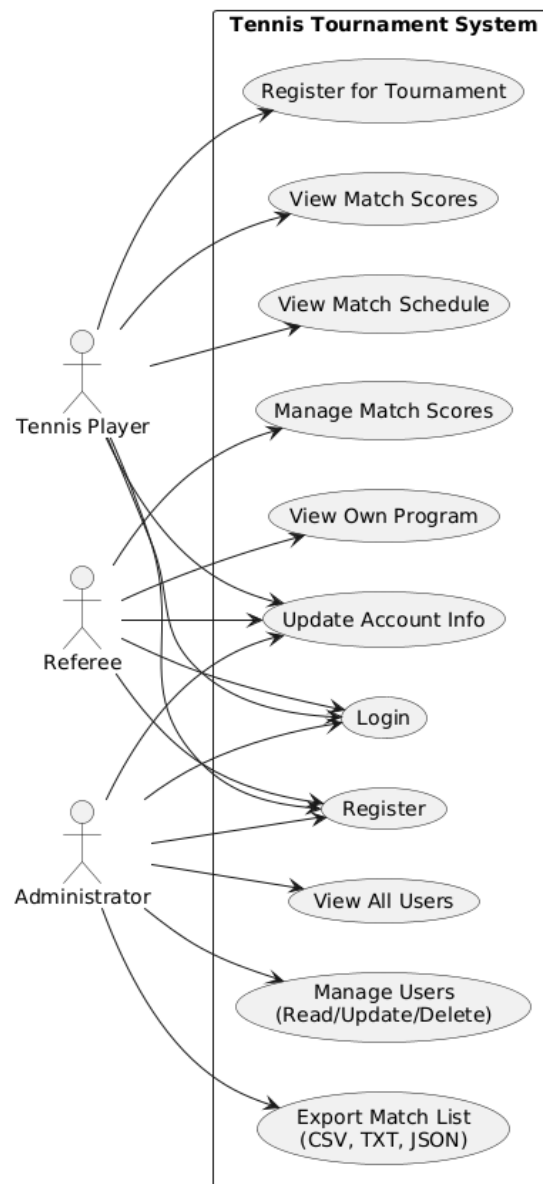 Tennis Tournament System
Register for Tournament
View Match Scores
View Match Schedule
Tennis Player
Manage Match Scores
View Own Program
Referee
Update Account Info
Login
Register
Administrator
View All Users
Manage Users
(Read/Update/Delete)
Export Match List
(CSV, TXT, JSON)